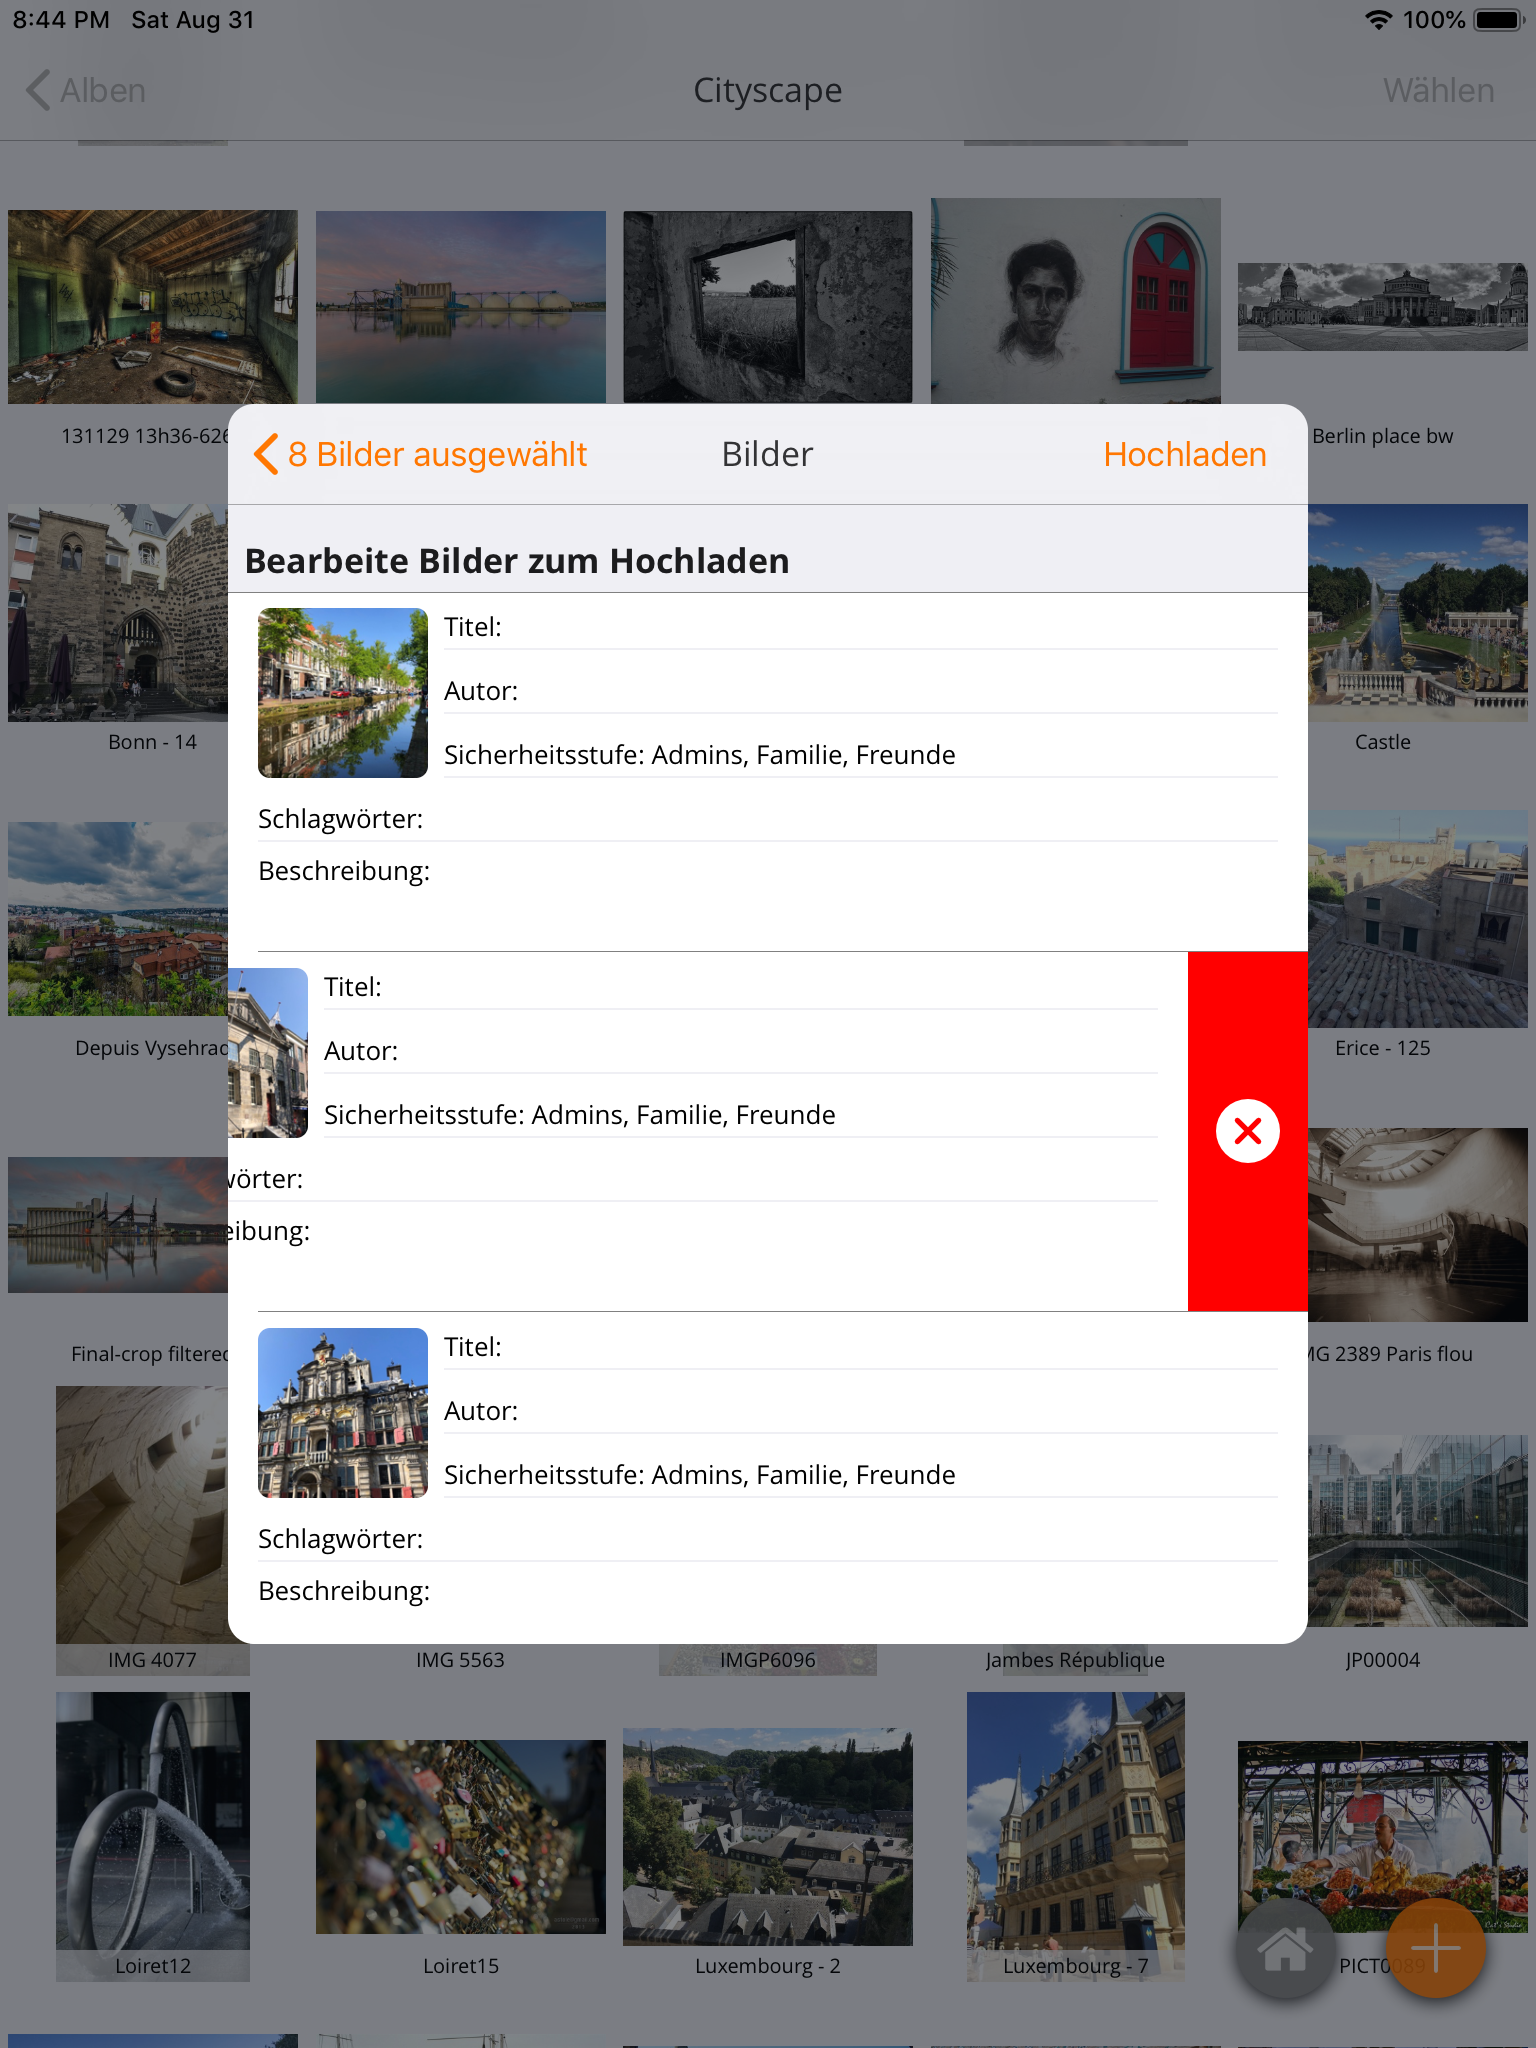 8:44 PM Sat Aug 31 100%
Alben Cityscape Wählen
131129 13h36-626
Berlin place bw
8 Bilder ausgewählt Bilder Hochladen
Bearbeite Bilder zum Hochladen
Titel:
Autor:
Sicherheitsstufe: Admins, Familie, Freunde
Schlagwörter:
Beschreibung:
Bonn - 14
Castle
Titel:
Autor:
Sicherheitsstufe: Admins, Familie, Freunde
wörter:
eibung:
Depuis Vysehrad
Erice - 125
Titel:
Autor:
Sicherheitsstufe: Admins, Familie, Freunde
Schlagwörter:
Beschreibung:
Final-crop filtered
MG 2389 Paris flou
IMG 4077
IMG 5563
IMGP6096
Jambes République
JP00004
Loiret12
Loiret15
Luxembourg - 2
Luxembourg - 7
PICT0089